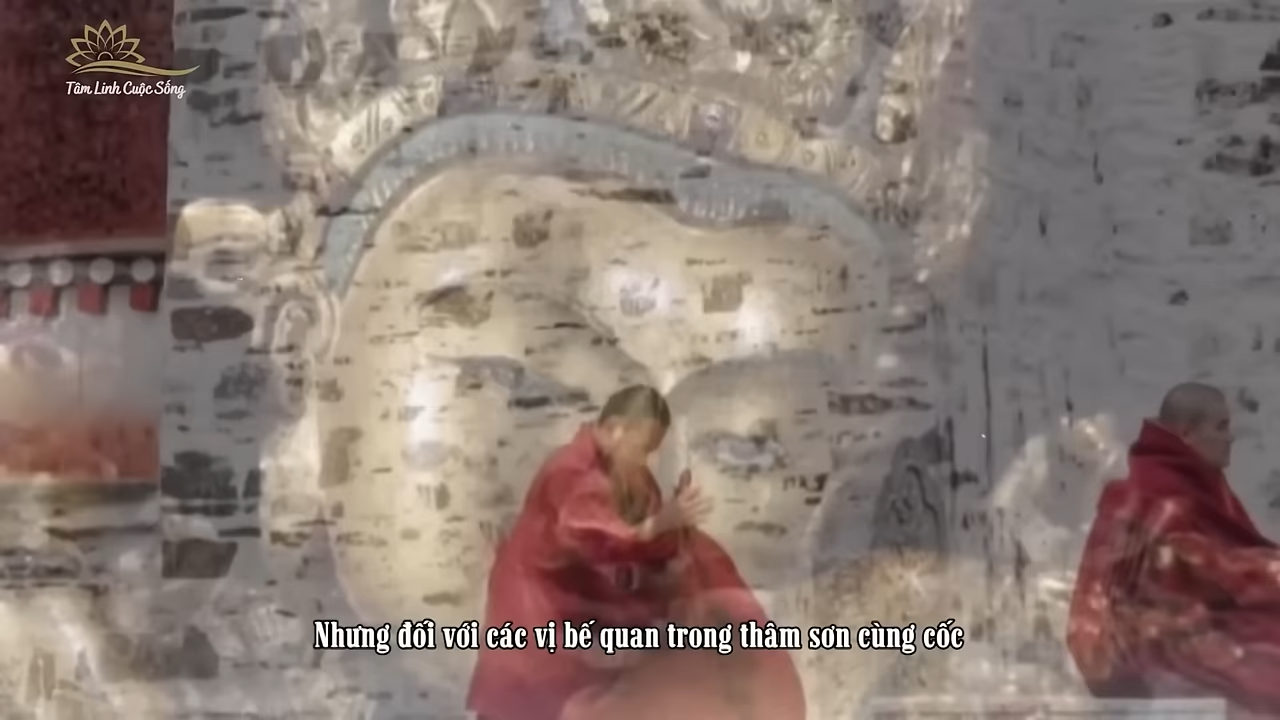 Tâm Linh Cuộc Sống
Nhưng đối với các vị bế quan trong thâm sơn cùng cốc